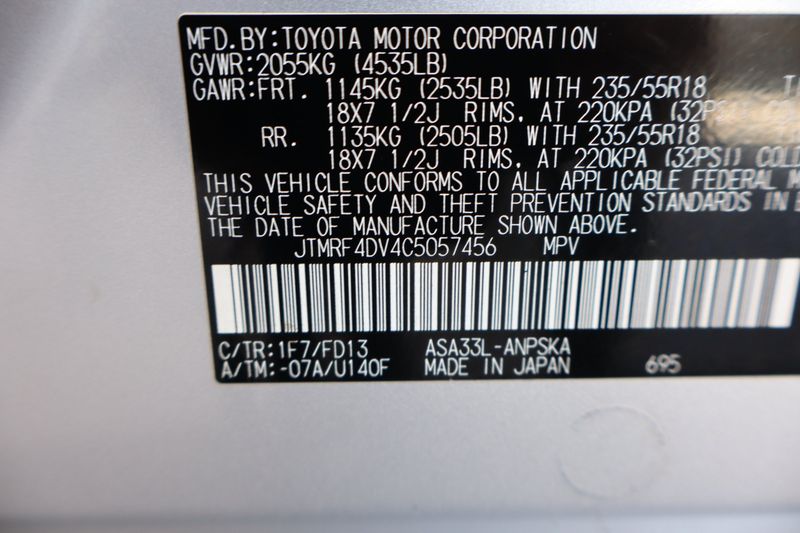 MFD.BY:TOYOTA MOTOR CORPORATION
GVWR:2055KG (4535LB)
GAWR:FRT. 1145KG (2535LB) WITH 235/55R18
18X7 1/2J RIMS, AT 220KPA (32PSI)
RR. 1135KG (2505LB) WITH 235/55R18
18X7 1/2J RIMS, AT 220KPA (32PSI) COLD
THIS VEHICLE CONFORMS TO ALL APPLICABLE FEDERAL
VEHICLE SAFETY AND THEFT PREVENTION STANDARDS IN
THE DATE OF MANUFACTURE SHOWN ABOVE.
JTMRF4DV4C5057456 MPV
C/TR:1F7/FD13 ASA33L-ANPSKA
A/TM:-07A/U140F MADE IN JAPAN 695